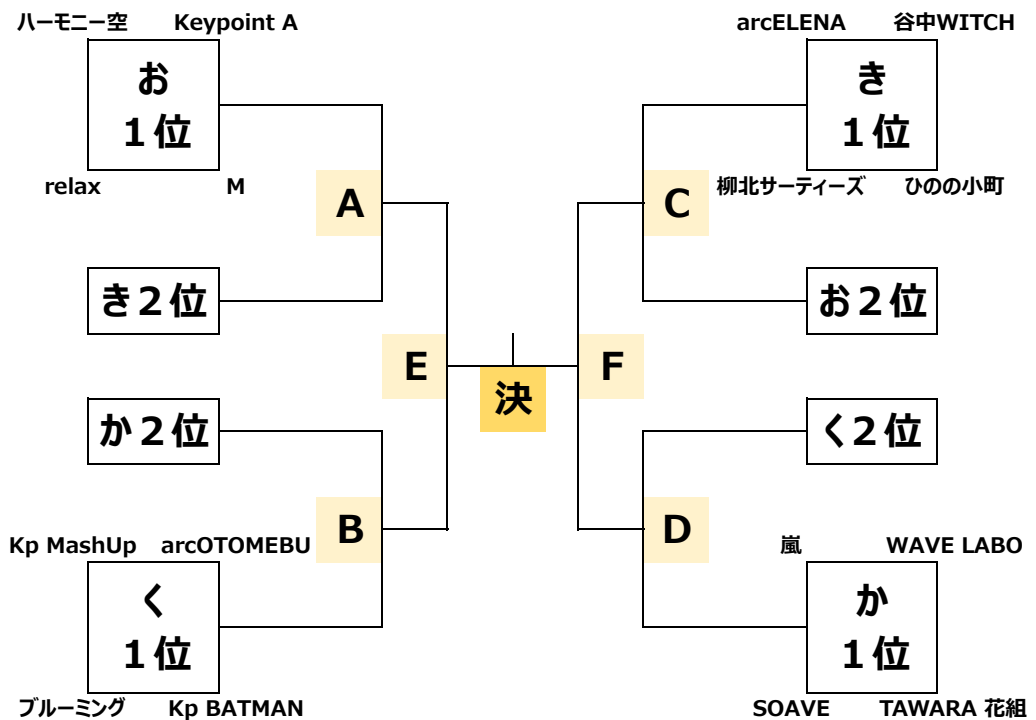 ハーモニー空 Keypoint A
お
1位
relax M
A
き2位
か2位
B
Kp MashUp arcOTOMEBU
く
1位
ブルーミング Kp BATMAN
E
決
F
arcELENA 谷中WITCH
き
1位
柳北サーティーズ ひのの小町
C
お2位
く2位
D
嵐 WAVE LABO
か
1位
SOAVE TAWARA 花組